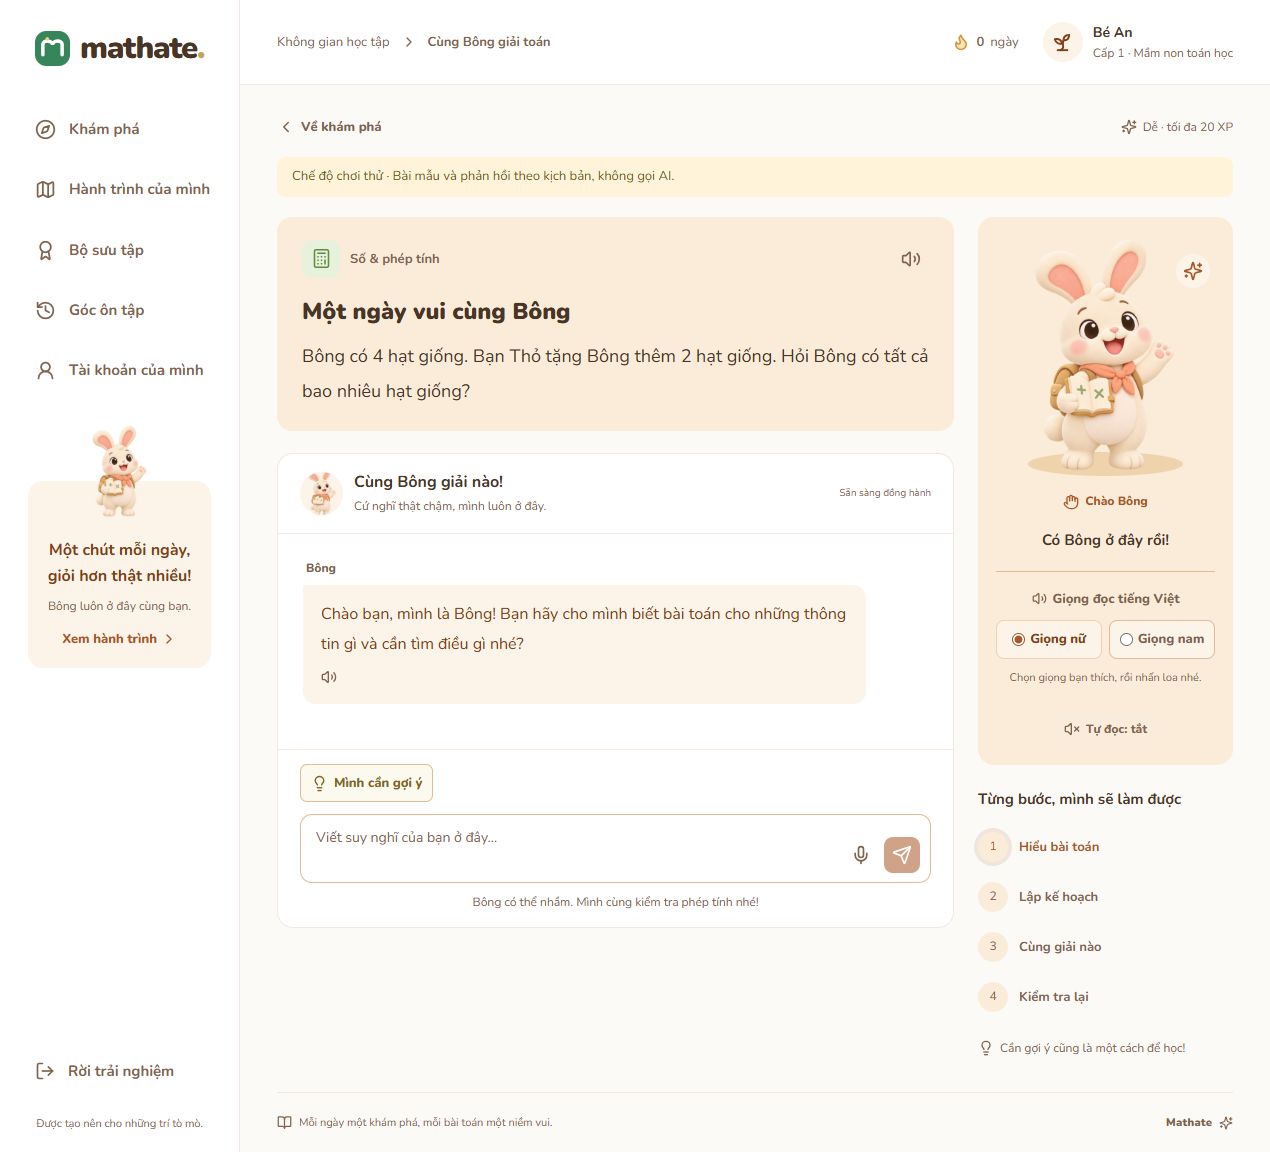 mathate.
Khám phá
Hành trình của mình
Bộ sưu tập
Góc ôn tập
Tài khoản của mình
Một chút mỗi ngày,
giỏi hơn thật nhiều!
Bông luôn ở đây cùng bạn.
Xem hành trình
Rời trải nghiệm
Được tạo nên cho những trí tò mò.
Không gian học tập
Cùng Bông giải toán
0 ngày
Bé An
Cấp 1 · Mầm non toán học
Về khám phá
Dễ · tối đa 20 XP
Chế độ chơi thử · Bài mẫu và phản hồi theo kịch bản, không gọi AI.
Số & phép tính
Một ngày vui cùng Bông
Bông có 4 hạt giống. Bạn Thỏ tặng Bông thêm 2 hạt giống. Hỏi Bông có tất cả
bao nhiêu hạt giống?
Cùng Bông giải nào!
Cứ nghĩ thật chậm, mình luôn ở đây.
Sẵn sàng đồng hành
Bông
Chào bạn, mình là Bông! Bạn hãy cho mình biết bài toán cho những thông
tin gì và cần tìm điều gì nhé?
Mình cần gợi ý
Viết suy nghĩ của bạn ở đây...
Bông có thể nhầm. Mình cùng kiểm tra phép tính nhé!
+ ×
Chào Bông
Có Bông ở đây rồi!
Giọng đọc tiếng Việt
Giọng nữ
Giọng nam
Chọn giọng bạn thích, rồi nhấn loa nhé.
Tự đọc: tắt
Từng bước, mình sẽ làm được
1 Hiểu bài toán
2 Lập kế hoạch
3 Cùng giải nào
4 Kiểm tra lại
Cần gợi ý cũng là một cách để học!
Mỗi ngày một khám phá, mỗi bài toán một niềm vui.
Mathate